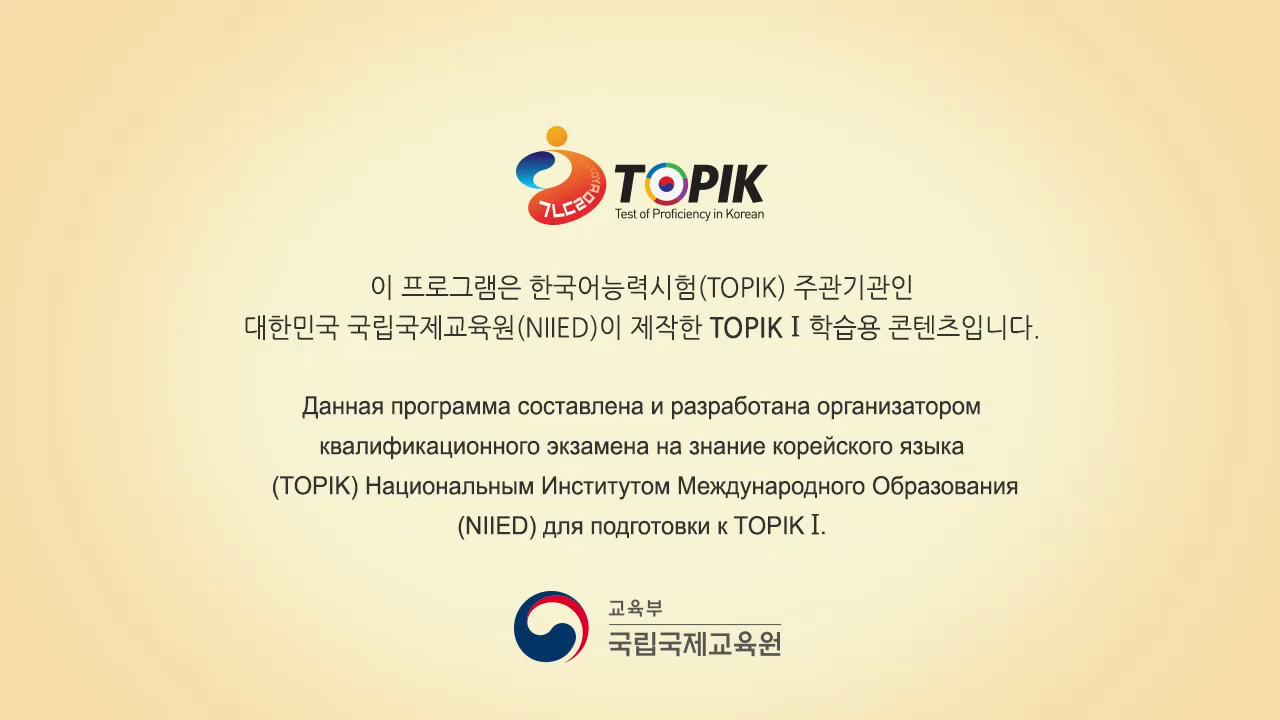 TOPIK
Test of Proficiency in Korean
이 프로그램은 한국어능력시험(TOPIK) 주관기관인
대한민국 국립국제교육원(NIIED)이 제작한 TOPIK Ⅰ 학습용 콘텐츠입니다.
Данная программа составлена и разработана организатором
квалификационного экзамена на знание корейского языка
(TOPIK) Национальным Институтом Международного Образования
(NIIED) для подготовки к TOPIK Ⅰ.
교육부
국립국제교육원